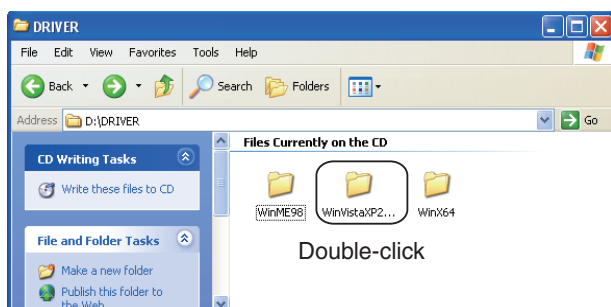 DRIVER
File Edit View Favorites Tools Help
Back Search Folders
Address D:\DRIVER Go
CD Writing Tasks
Write these files to CD
File and Folder Tasks
Make a new folder
Publish this folder to
the Web
Files Currently on the CD
WinME98 WinVistaXP2... WinX64
Double-click